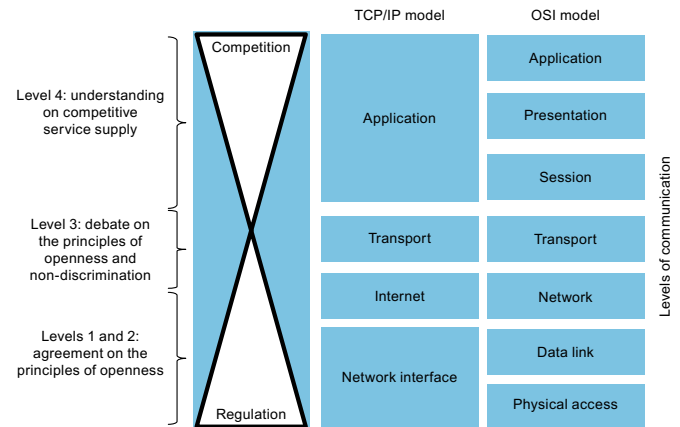 TCP/IP model
OSI model
Level 4: understanding
on competitive
service supply
Level 3: debate on
the principles of
openness and
non-discrimination
Levels 1 and 2:
agreement on the
principles of openness
Competition
Regulation
Application
Transport
Internet
Network interface
Application
Presentation
Session
Transport
Network
Data link
Physical access
Levels of communication